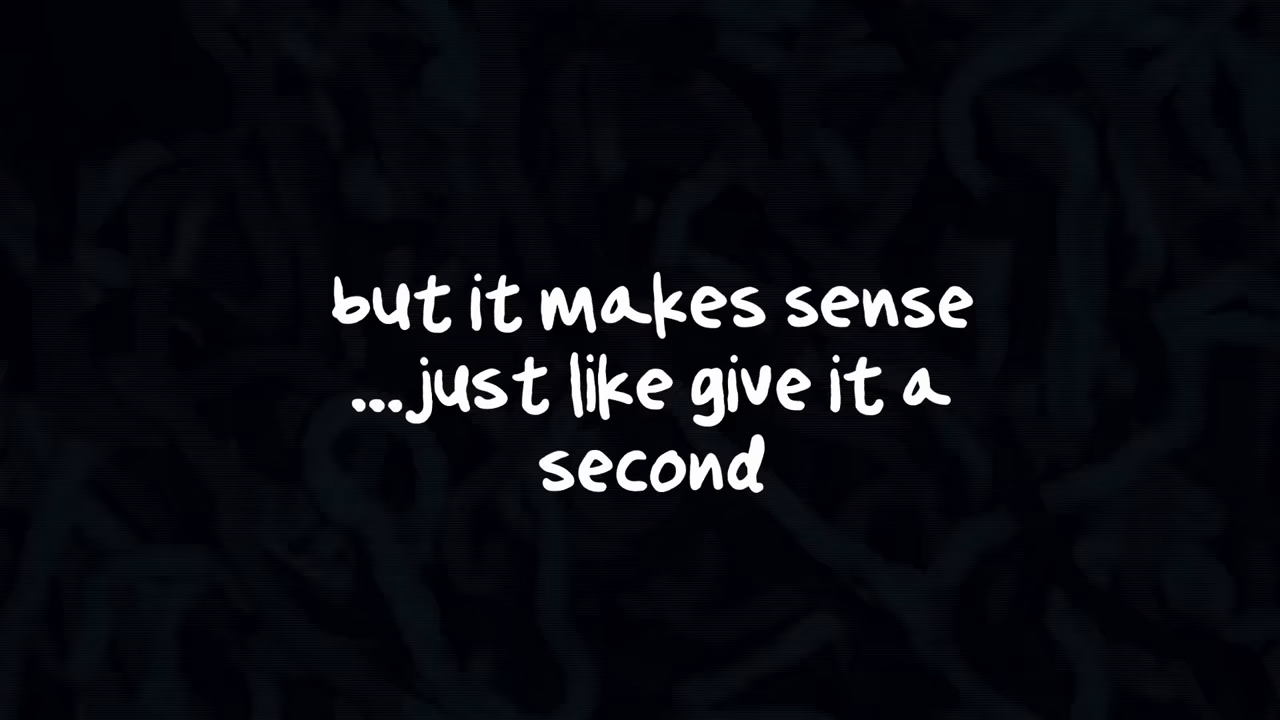 but it makes sense
...just like give it a
second